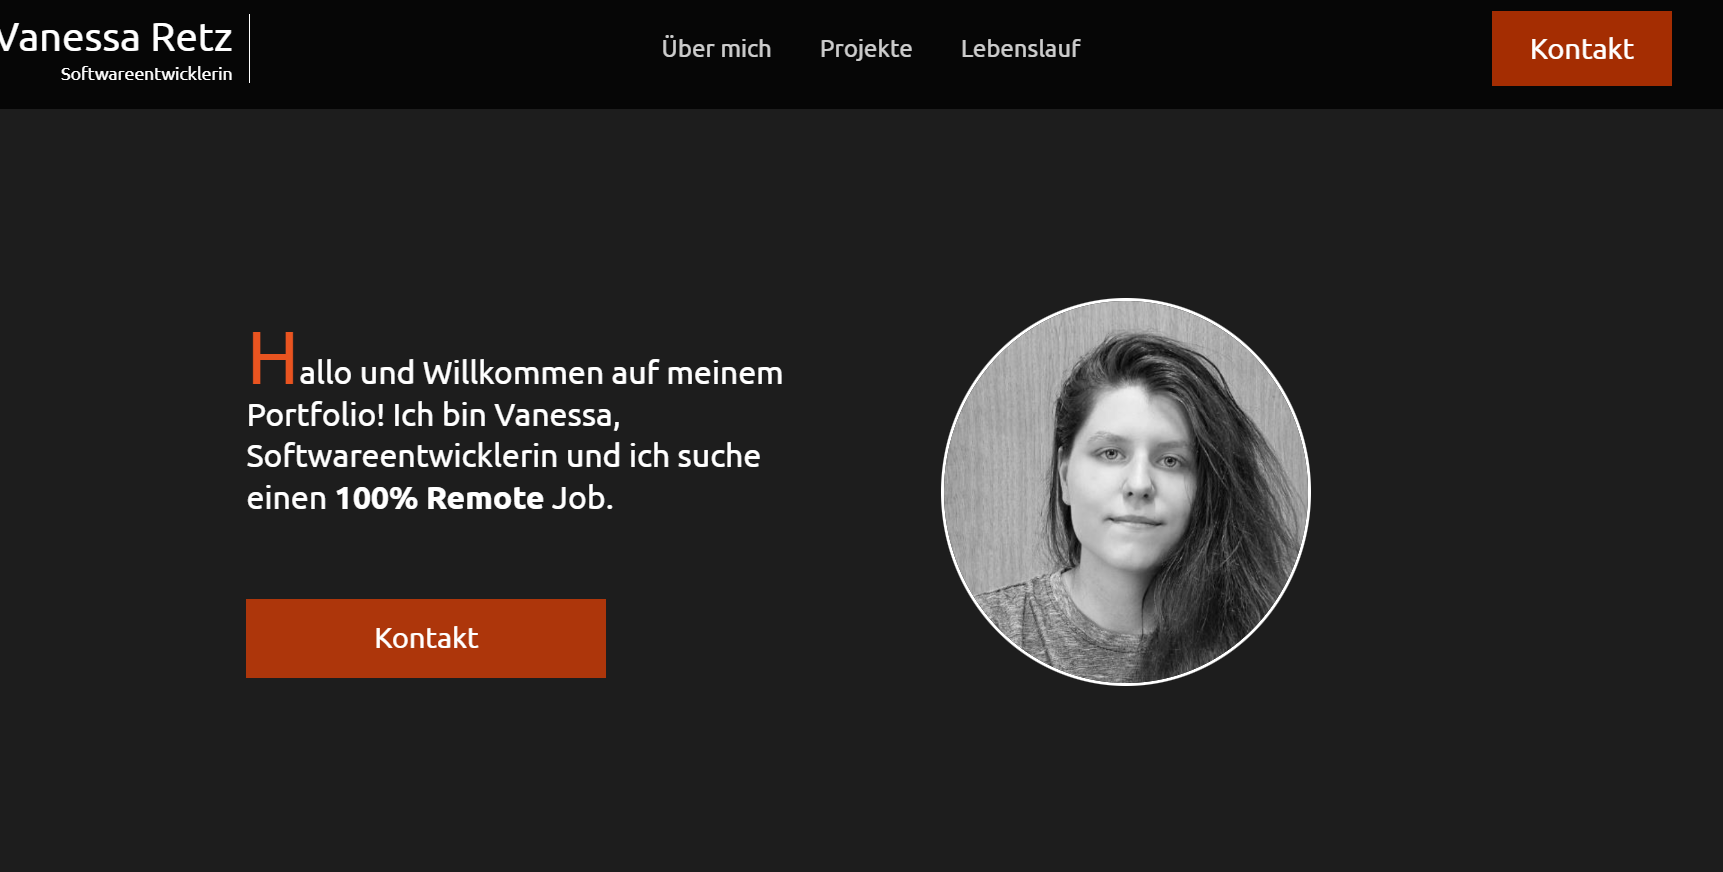 Vanessa Retz
Softwareentwicklerin
Über mich
Projekte
Lebenslauf
Kontakt
Hallo und Willkommen auf meinem
Portfolio! Ich bin Vanessa,
Softwareentwicklerin und ich suche
einen 100% Remote Job.
Kontakt